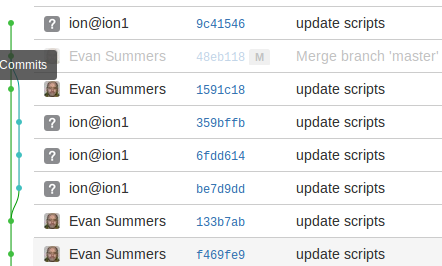 ion@ion1 9c41546 update scripts
Evan Summers 48eb118 M Merge branch 'master'
Commits
Evan Summers 1591c18 update scripts
ion@ion1 359bffb update scripts
ion@ion1 6fdd614 update scripts
ion@ion1 be7d9dd update scripts
Evan Summers 133b7ab update scripts
Evan Summers f469fe9 update scripts